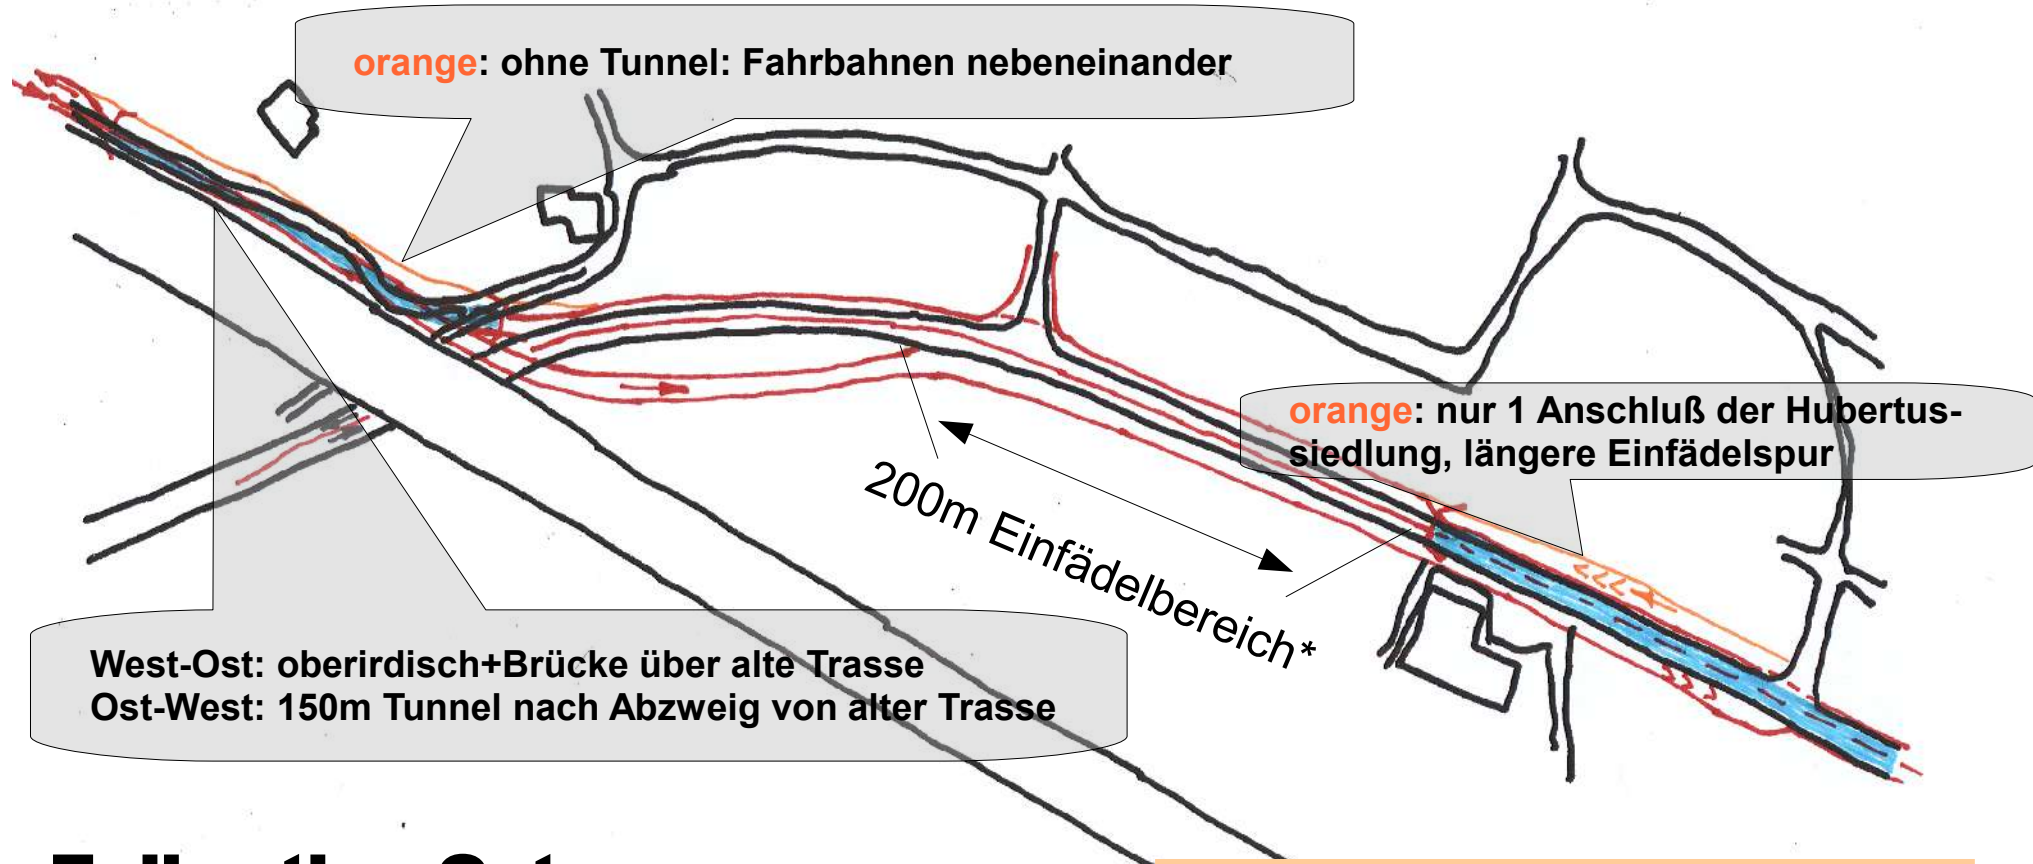 orange: ohne Tunnel: Fahrbahnen nebeneinander
orange: nur 1 Anschluß der Hubertus-
siedlung, längere Einfädelspur
200m Einfädelbereich*
West-Ost: oberirdisch+Brücke über alte Trasse
Ost-West: 150m Tunnel nach Abzweig von alter Trasse